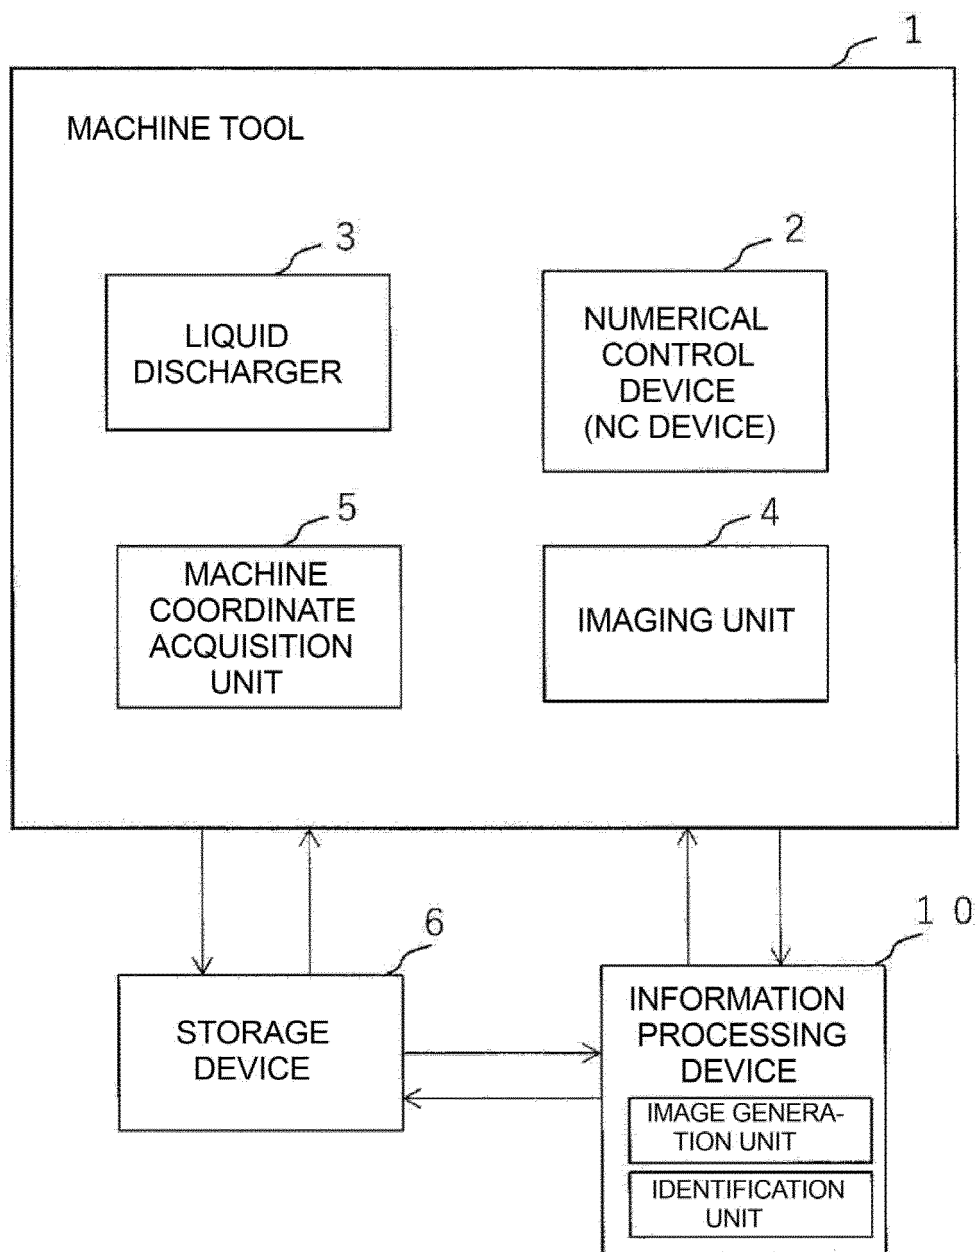 1
MACHINE TOOL
3
2
LIQUID
DISCHARGER
NUMERICAL
CONTROL
DEVICE
(NC DEVICE)
5
4
MACHINE
COORDINATE
ACQUISITION
UNIT
IMAGING UNIT
6
1 0
STORAGE
DEVICE
INFORMATION
PROCESSING
DEVICE
IMAGE GENERA-
TION UNIT
IDENTIFICATION
UNIT